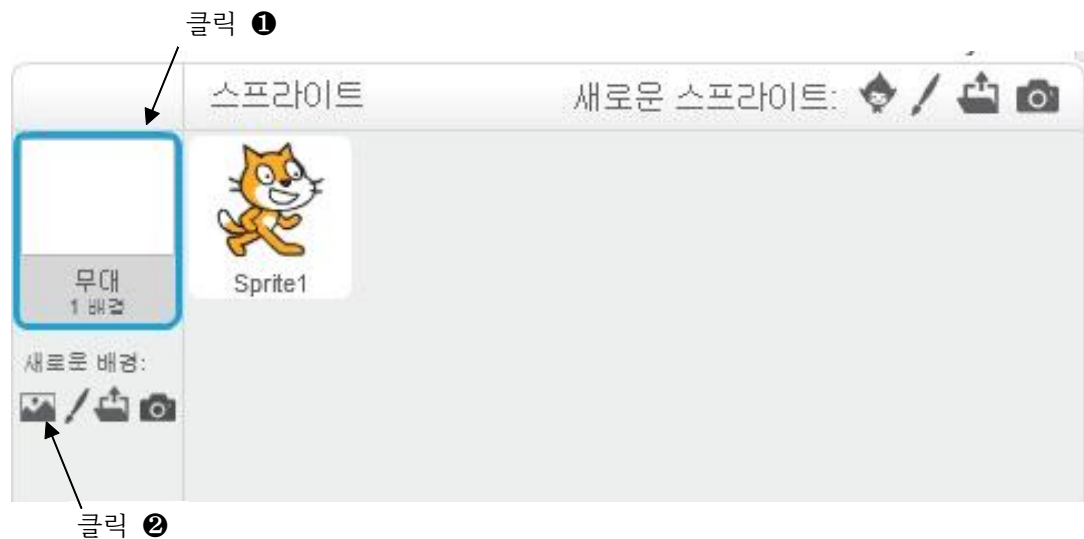 클릭 ❶
스프라이트 새로운 스프라이트:
무대
1 배경
Sprite1
새로운 배경:
클릭 ❷